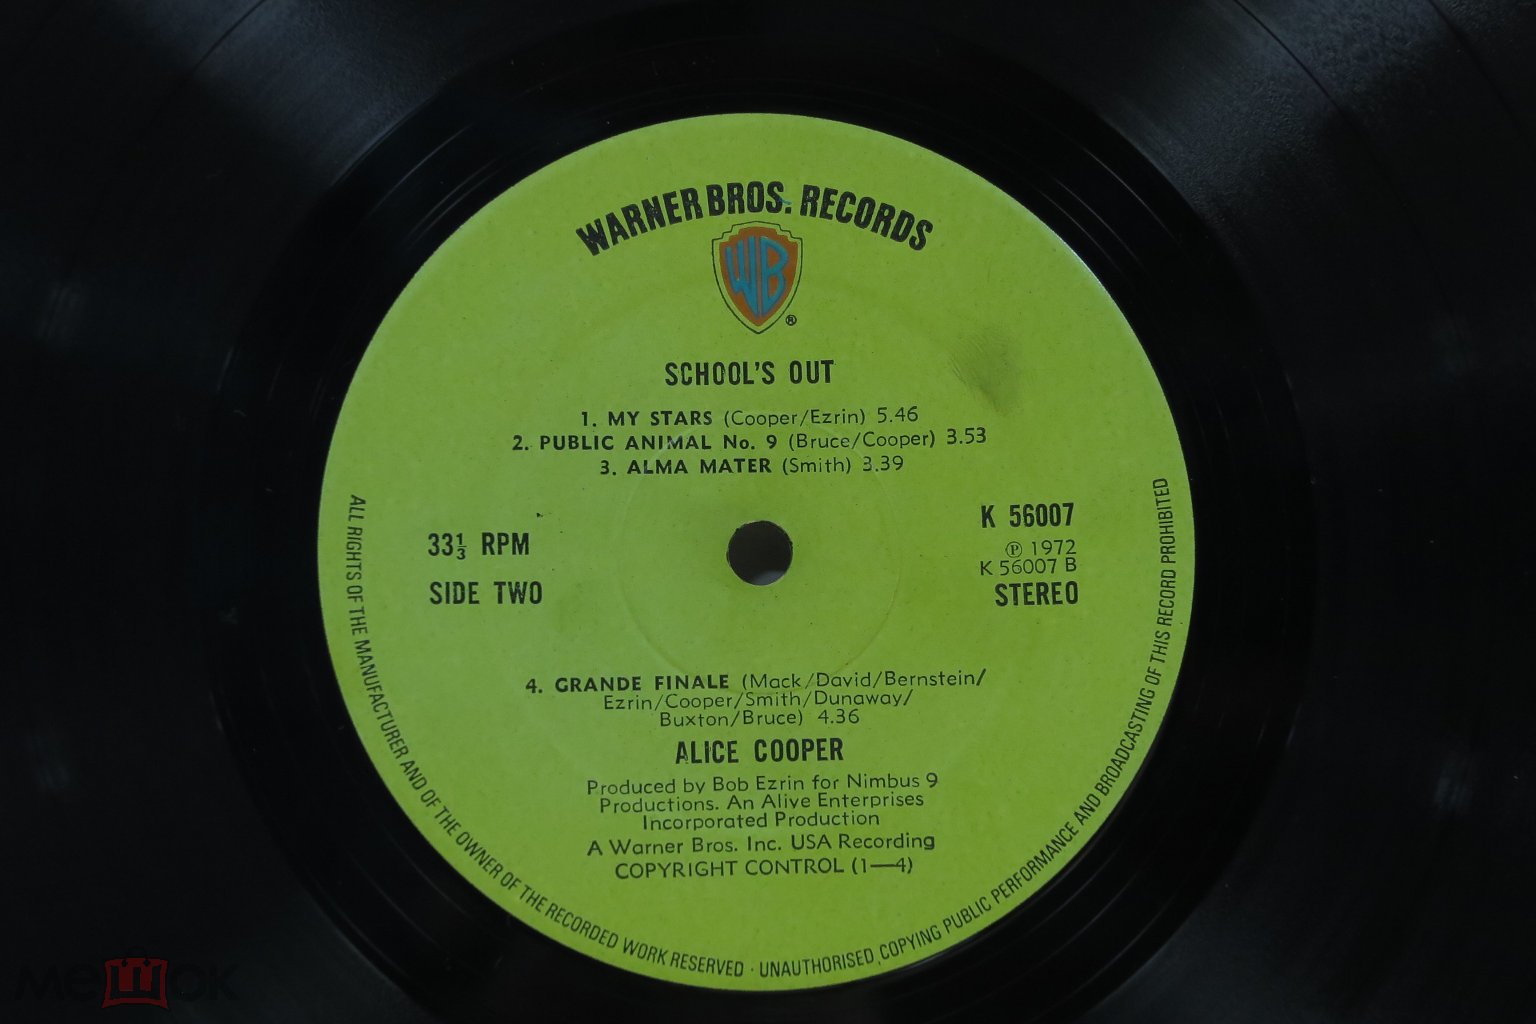 WARNER BROS. RECORDS
WB
®
SCHOOL'S OUT
1. MY STARS (Cooper/Ezrin) 5.46
2. PUBLIC ANIMAL No. 9 (Bruce/Cooper) 3.53
3. ALMA MATER (Smith) 3.39
33⅓ RPM
SIDE TWO
K 56007
℗ 1972
K 56007 B
STEREO
4. GRANDE FINALE (Mack/David/Bernstein/
Ezrin/Cooper/Smith/Dunaway/
Buxton/Bruce) 4.36
ALICE COOPER
Produced by Bob Ezrin for Nimbus 9
Productions. An Alive Enterprises
Incorporated Production
A Warner Bros. Inc. USA Recording
COPYRIGHT CONTROL (1—4)
ALL RIGHTS OF THE MANUFACTURER AND OF THE OWNER OF THE RECORDED WORK RESERVED · UNAUTHORISED COPYING PUBLIC PERFORMANCE AND BROADCASTING OF THIS RECORD PROHIBITED
мешок